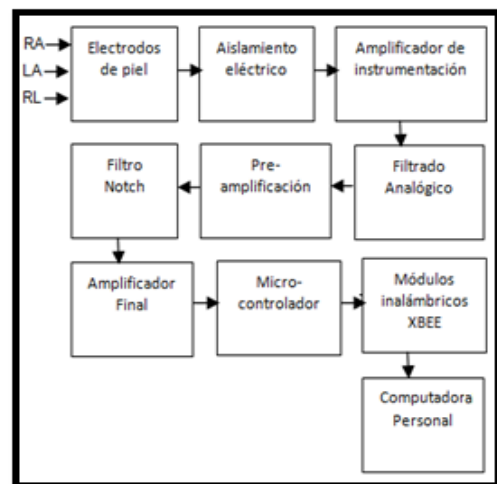 RA
LA
RL
Electrodos
de piel
Aislamiento
eléctrico
Amplificador de
instrumentación
Filtrado
Analógico
Pre-
amplificación
Filtro
Notch
Amplificador
Final
Micro-
controlador
Módulos
inalámbricos
XBEE
Computadora
Personal